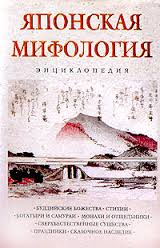 ЯПОНСКАЯ
МИФОЛОГИЯ
ЭНЦИКЛОПЕДИЯ
·БУДДИЙСКИЕ БОЖЕСТВА·СТИХИИ·
·БОГАТЫРИ И САМУРАИ·МОНАХИ И ОТШЕЛЬНИКИ·
·СВЕРХЪЕСТЕСТВЕННЫЕ СУЩЕСТВА·
·ПРАЗДНИКИ·СКАЗОЧНОЕ НАСЛЕДИЕ·